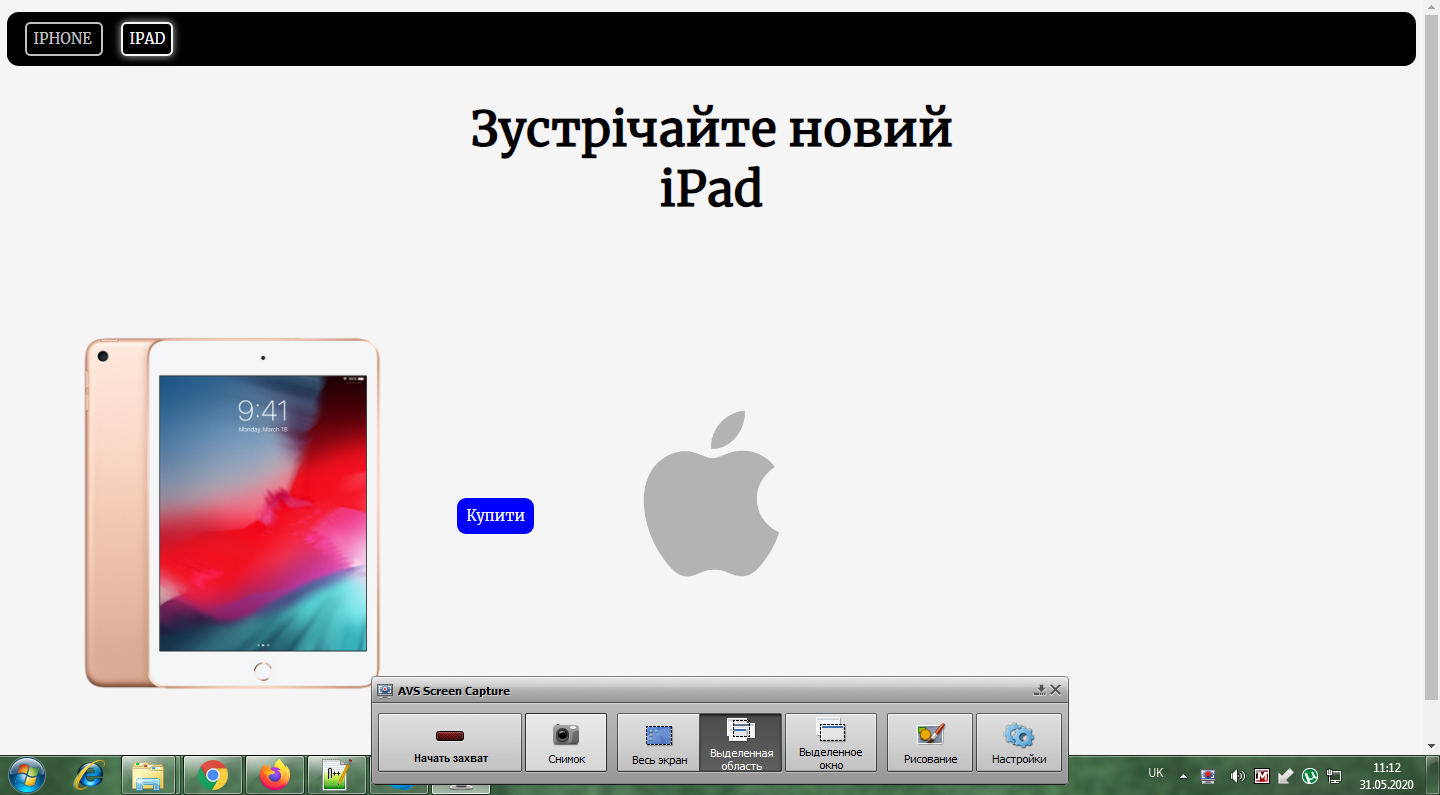 IPHONE
IPAD
Зустрічайте новий
iPad
9:41
Monday, March 18
Купити
AVS Screen Capture
Начать захват
Снимок
Весь экран
Выделенная
область
Выделенное
окно
Рисование
Настройки
UK
11:12
31.05.2020